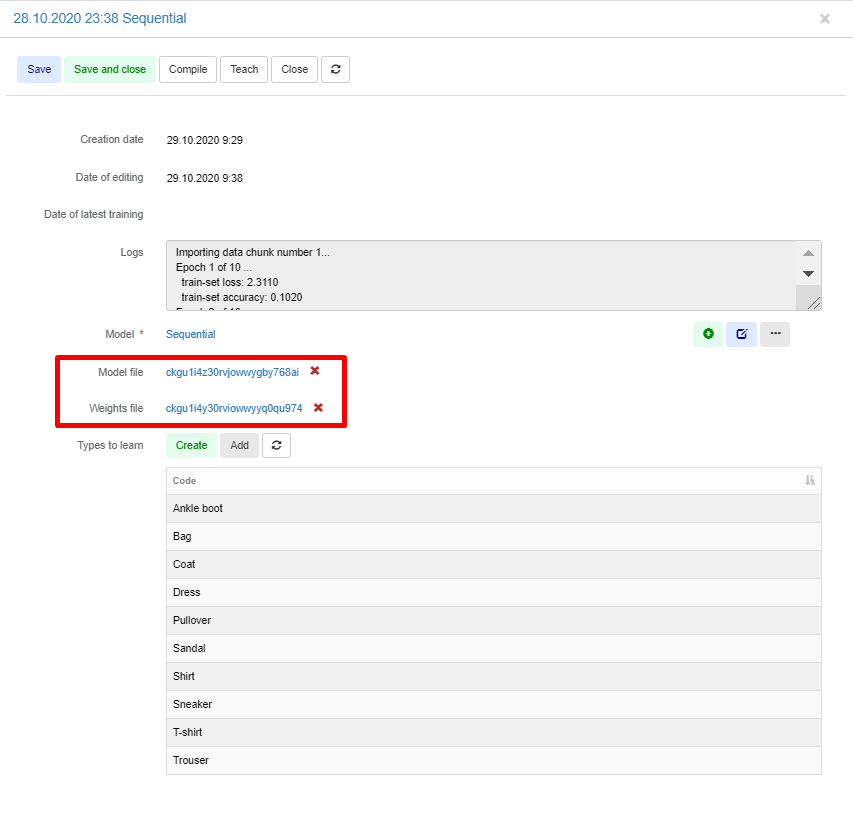 28.10.2020 23:38 Sequential
Save Save and close Compile Teach Close
Creation date 29.10.2020 9:29
Date of editing 29.10.2020 9:38
Date of latest training
Logs Importing data chunk number 1...
Epoch 1 of 10 ...
train-set loss: 2.3110
train-set accuracy: 0.1020
Model * Sequential
Model file ckgu1i4z30rvjowwygby768ai
Weights file ckgu1i4y30rviowwyyq0qu974
Types to learn Create Add
Code
Ankle boot
Bag
Coat
Dress
Pullover
Sandal
Shirt
Sneaker
T-shirt
Trouser